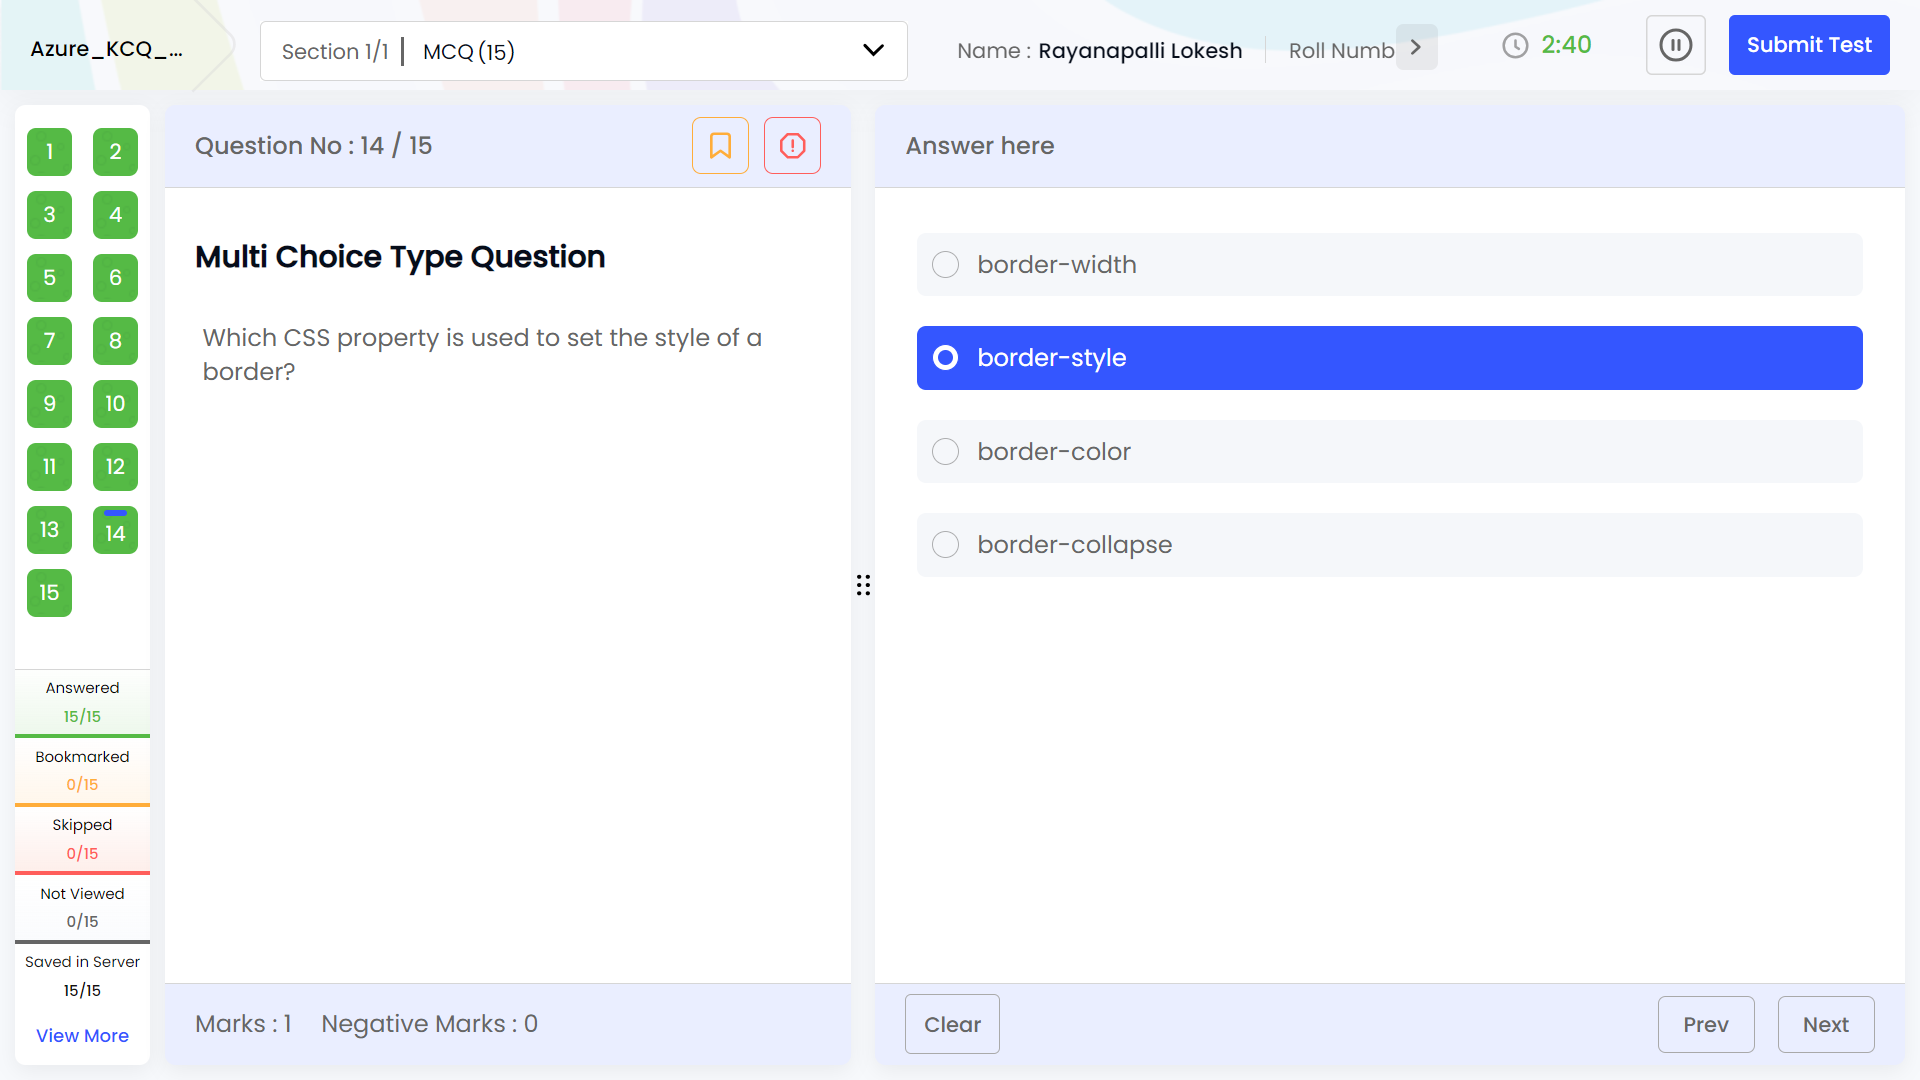 Azure_KCQ_...
Section 1/1 | MCQ (15)
Name : Rayanapalli Lokesh
Roll Numb
2:40
Submit Test
1 2
3 4
5 6
7 8
9 10
11 12
13 14
15
Answered
15/15
Bookmarked
0/15
Skipped
0/15
Not Viewed
0/15
Saved in Server
15/15
View More
Question No : 14 / 15
Multi Choice Type Question
Which CSS property is used to set the style of a
border?
Marks : 1 Negative Marks : 0
Answer here
border-width
border-style
border-color
border-collapse
Clear
Prev
Next